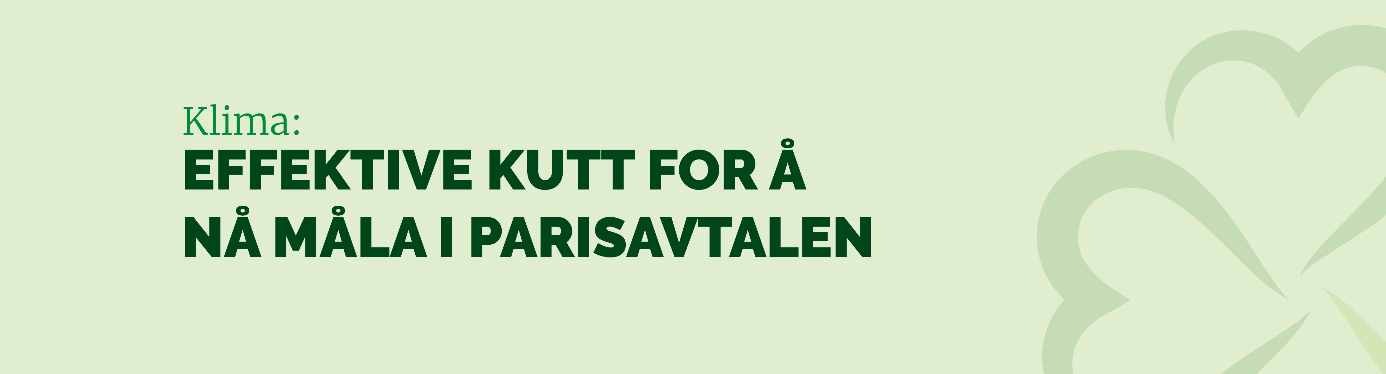 Klima:
EFFEKTIVE KUTT FOR Å
NÅ MÅLA I PARISAVTALEN